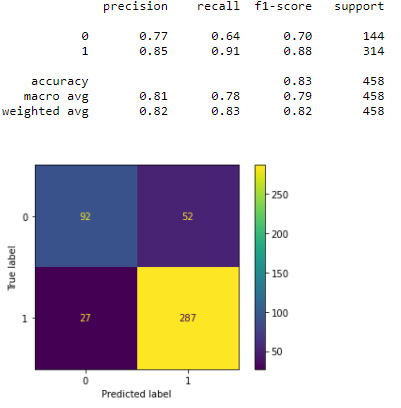 precision recall f1-score support
0 0.77 0.64 0.70 144
1 0.85 0.91 0.88 314
accuracy 0.83 458
macro avg 0.81 0.78 0.79 458
weighted avg 0.82 0.83 0.82 458
250
0 92 52
200
True label
150
1 27 287
100
50
0 1
Predicted label